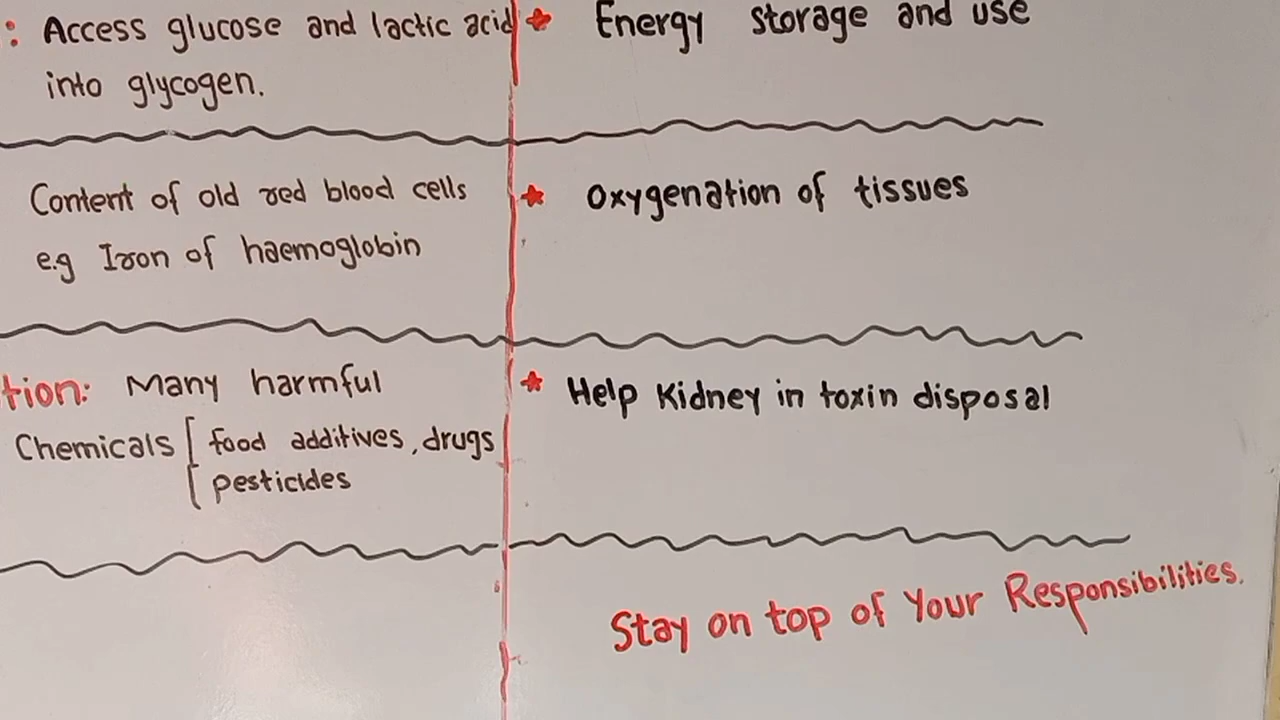 : Access glucose and lactic acid
into glycogen.
Energy storage and use
Content of old red blood cells
e.g Iron of haemoglobin
Oxygenation of tissues
tion: Many harmful
Chemicals [ food additives, drugs
[ pesticides
Help Kidney in toxin disposal
Stay on top of Your Responsibilities.